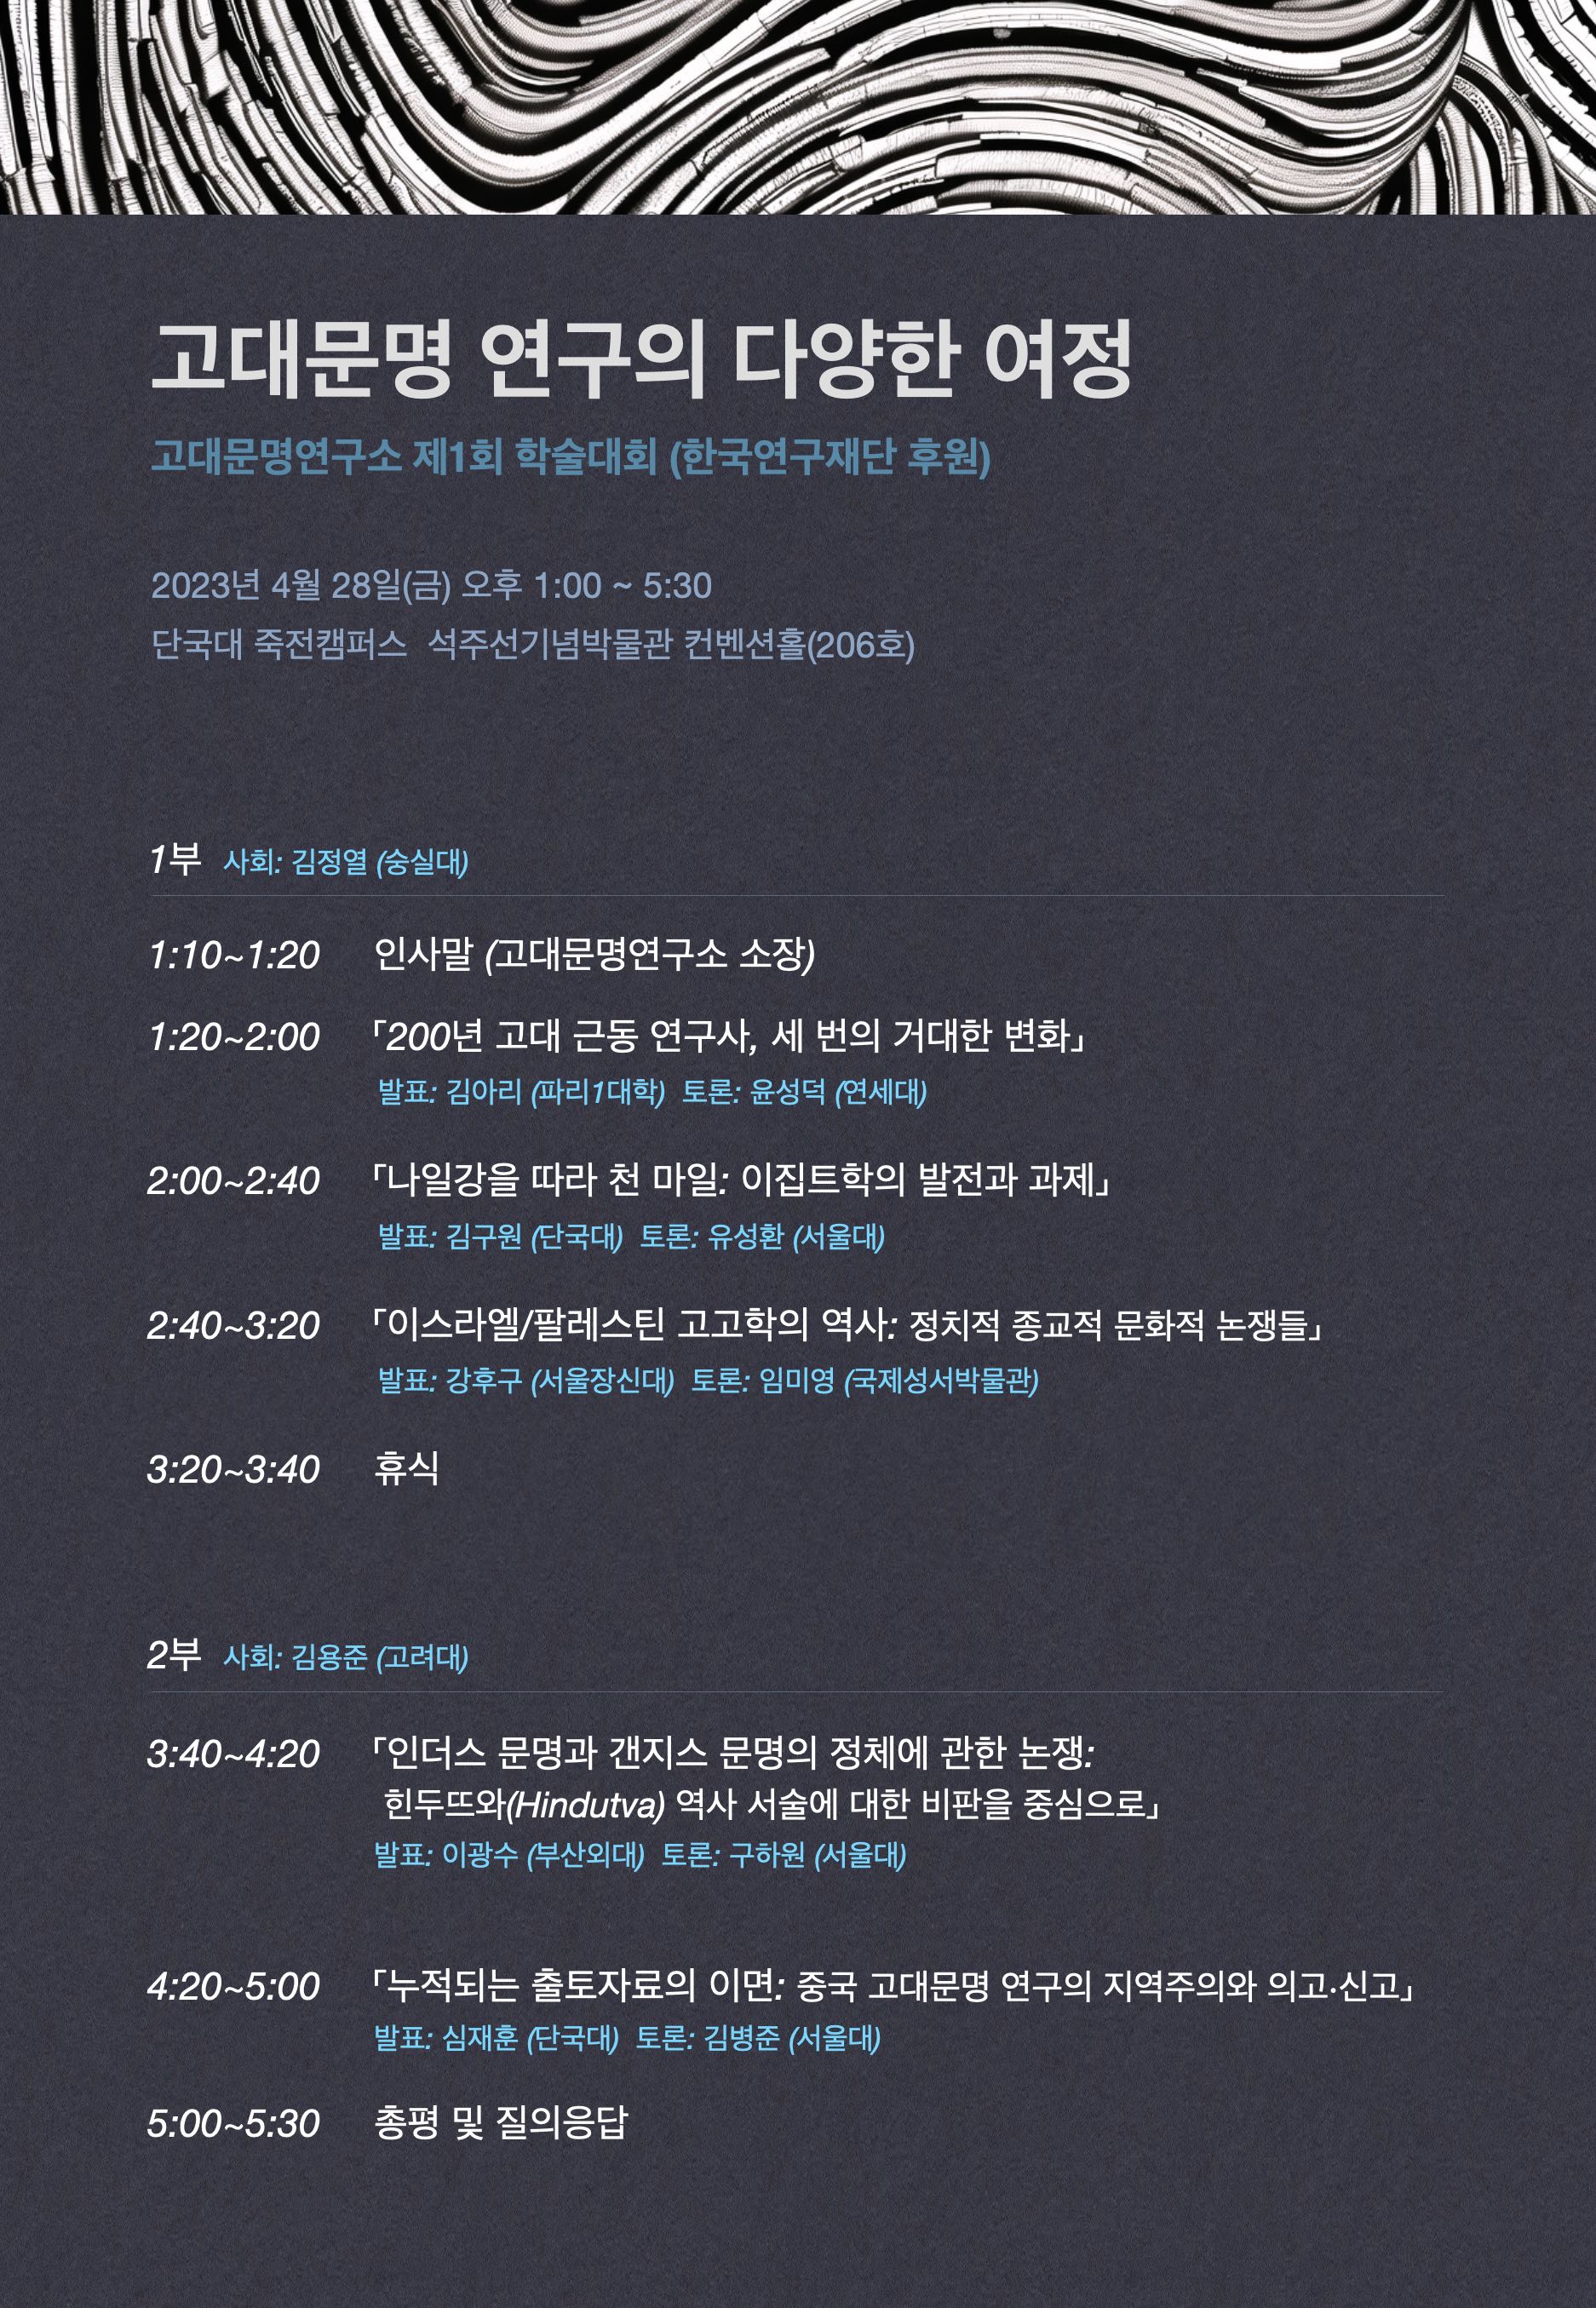 고대문명 연구의 다양한 여정
고대문명연구소 제1회 학술대회 (한국연구재단 후원)
2023년 4월 28일(금) 오후 1:00 ~ 5:30
단국대 죽전캠퍼스 석주선기념박물관 컨벤션홀(206호)
1부 사회: 김정열 (숭실대)
1:10~1:20 인사말 (고대문명연구소 소장)
1:20~2:00 「200년 고대 근동 연구사, 세 번의 거대한 변화」
발표: 김아리 (파리1대학) 토론: 윤성덕 (연세대)
2:00~2:40 「나일강을 따라 천 마일: 이집트학의 발전과 과제」
발표: 김구원 (단국대) 토론: 유성환 (서울대)
2:40~3:20 「이스라엘/팔레스틴 고고학의 역사: 정치적 종교적 문화적 논쟁들」
발표: 강후구 (서울장신대) 토론: 임미영 (국제성서박물관)
3:20~3:40 휴식
2부 사회: 김용준 (고려대)
3:40~4:20 「인더스 문명과 갠지스 문명의 정체에 관한 논쟁:
힌두뜨와(Hindutva) 역사 서술에 대한 비판을 중심으로」
발표: 이광수 (부산외대) 토론: 구하원 (서울대)
4:20~5:00 「누적되는 출토자료의 이면: 중국 고대문명 연구의 지역주의와 의고·신고」
발표: 심재훈 (단국대) 토론: 김병준 (서울대)
5:00~5:30 총평 및 질의응답